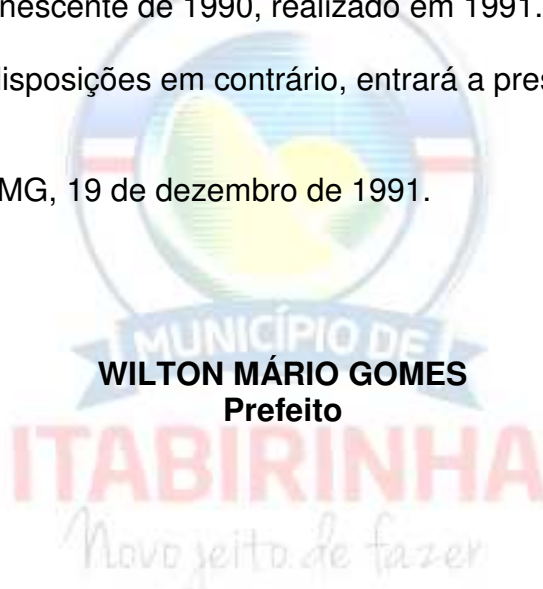 nescente de 1990, realizado em 1991.
disposições em contrário, entrará a pres
MG, 19 de dezembro de 1991.
MUNICÍPIO DE
WILTON MÁRIO GOMES
Prefeito
ITABIRINHA
Novo jeito de fazer